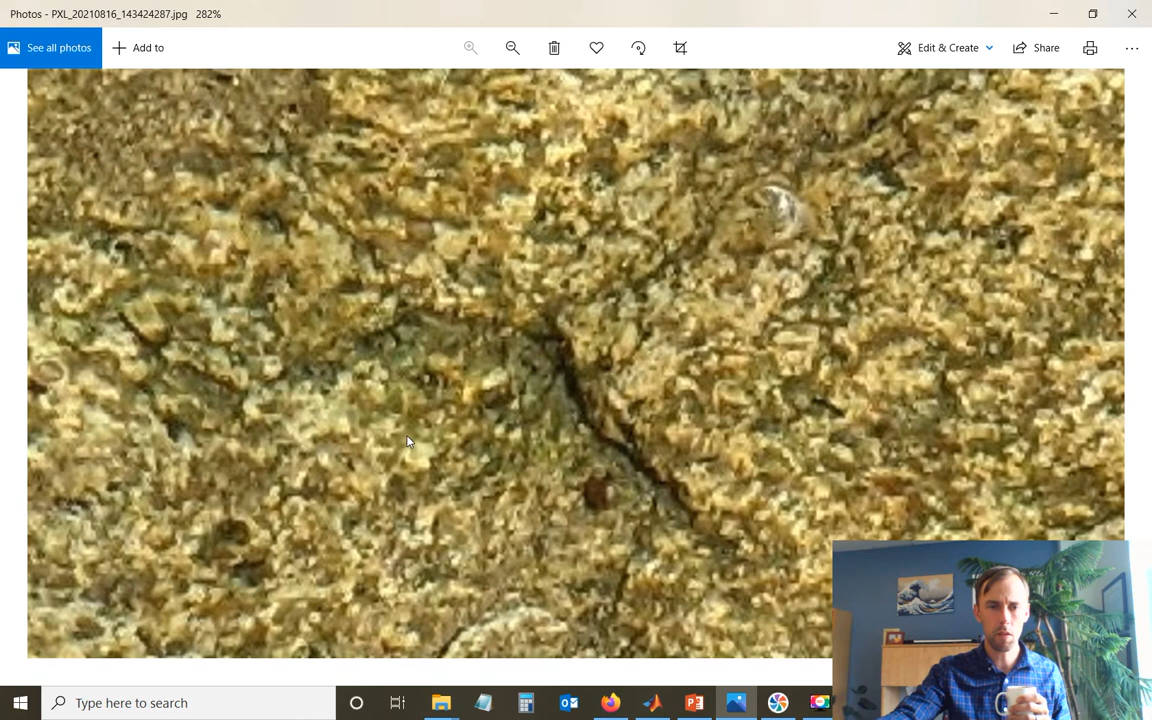 Photos - PXL_20210816_143424287.jpg 282%
See all photos
Add to
Edit & Create
Share
Type here to search